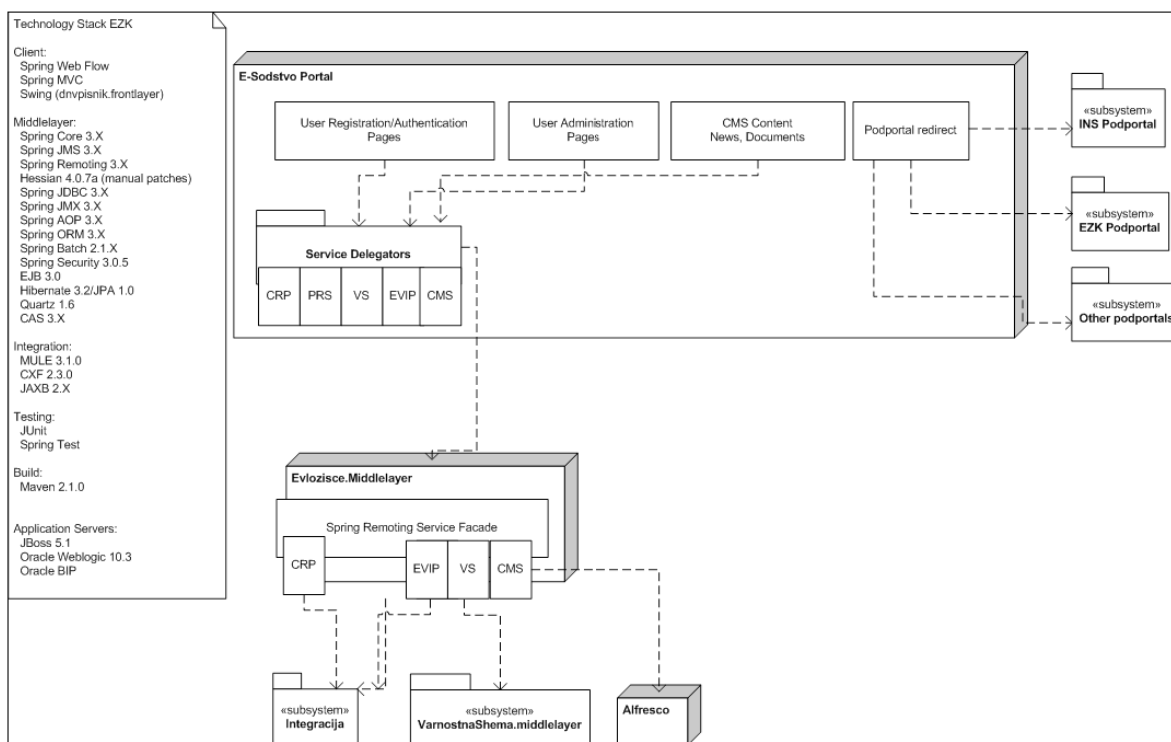 Technology Stack EZK
Client:
Spring Web Flow
Spring MVC
Swing (dnvpisnik.frontlayer)
Middlelayer:
Spring Core 3.X
Spring JMS 3.X
Spring Remoting 3.X
Hessian 4.0.7a (manual patches)
Spring JDBC 3.X
Spring JMX 3.X
Spring AOP 3.X
Spring ORM 3.X
Spring Batch 2.1.X
Spring Security 3.0.5
EJB 3.0
Hibernate 3.2/JPA 1.0
Quartz 1.6
CAS 3.X
Integration:
MULE 3.1.0
CXF 2.3.0
JAXB 2.X
Testing:
JUnit
Spring Test
Build:
Maven 2.1.0
Application Servers:
JBoss 5.1
Oracle Weblogic 10.3
Oracle BIP
E-Sodstvo Portal
User Registration/Authentication
Pages
User Administration
Pages
CMS Content
News, Documents
Podportal redirect
«subsystem»
INS Podportal
«subsystem»
EZK Podportal
«subsystem»
Other podportals
Service Delegators
CRP
PRS
VS
EVIP
CMS
Evlozisce.Middlelayer
Spring Remoting Service Facade
CRP
EVIP
VS
CMS
«subsystem»
Integracija
«subsystem»
VarnostnaShema.middlelayer
Alfresco